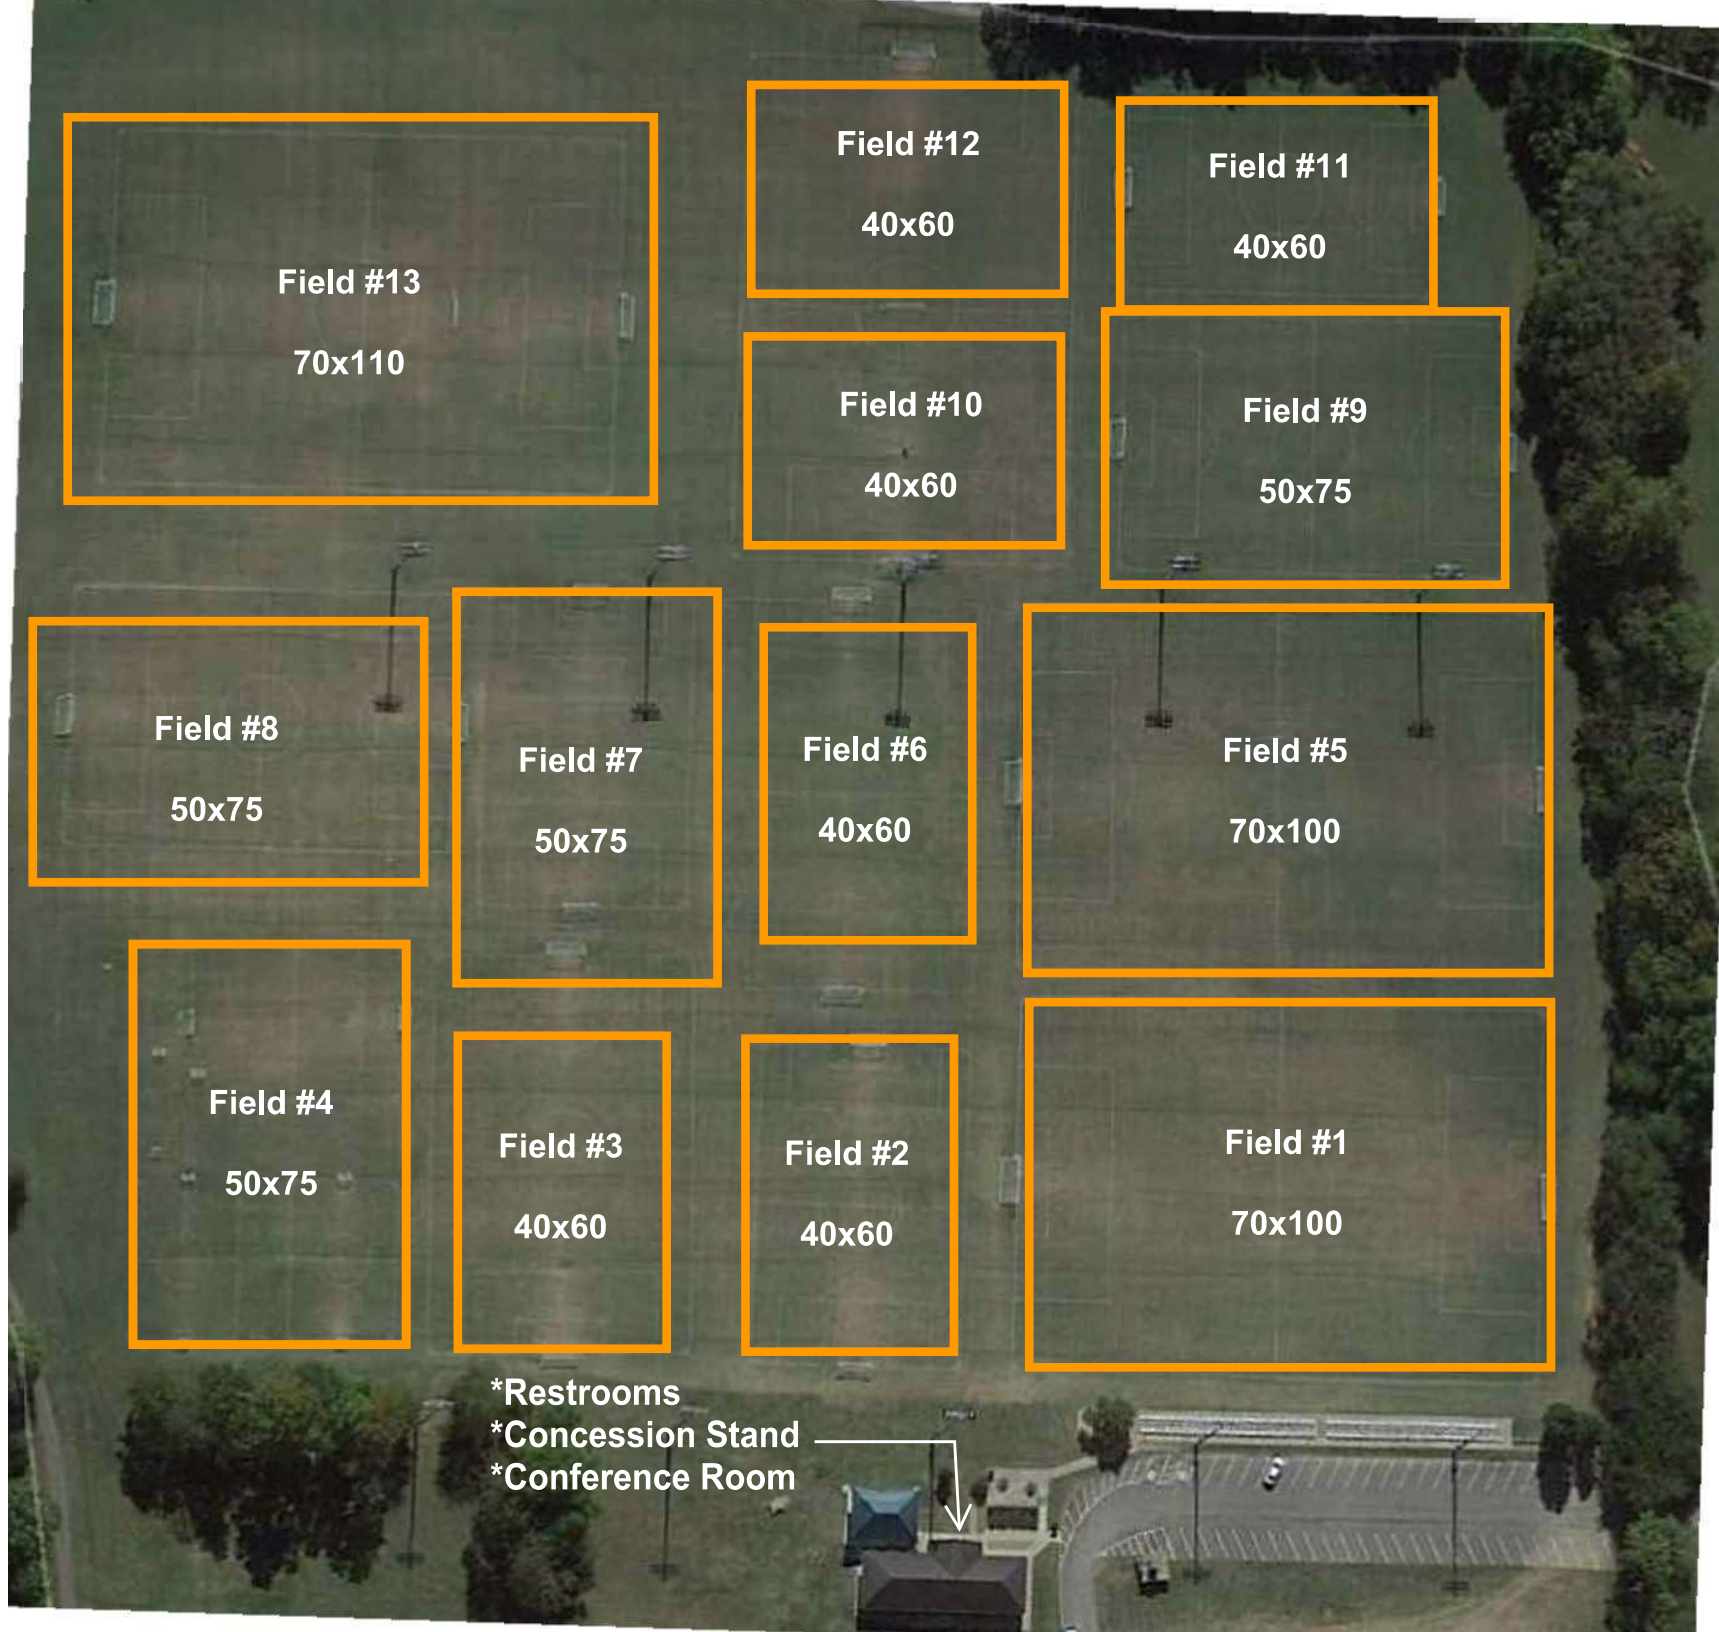 Field #12
40x60
Field #11
40x60
Field #13
70x110
Field #10
40x60
Field #9
50x75
Field #8
50x75
Field #7
50x75
Field #6
40x60
Field #5
70x100
Field #4
50x75
Field #3
40x60
Field #2
40x60
Field #1
70x100
*Restrooms
*Concession Stand
*Conference Room